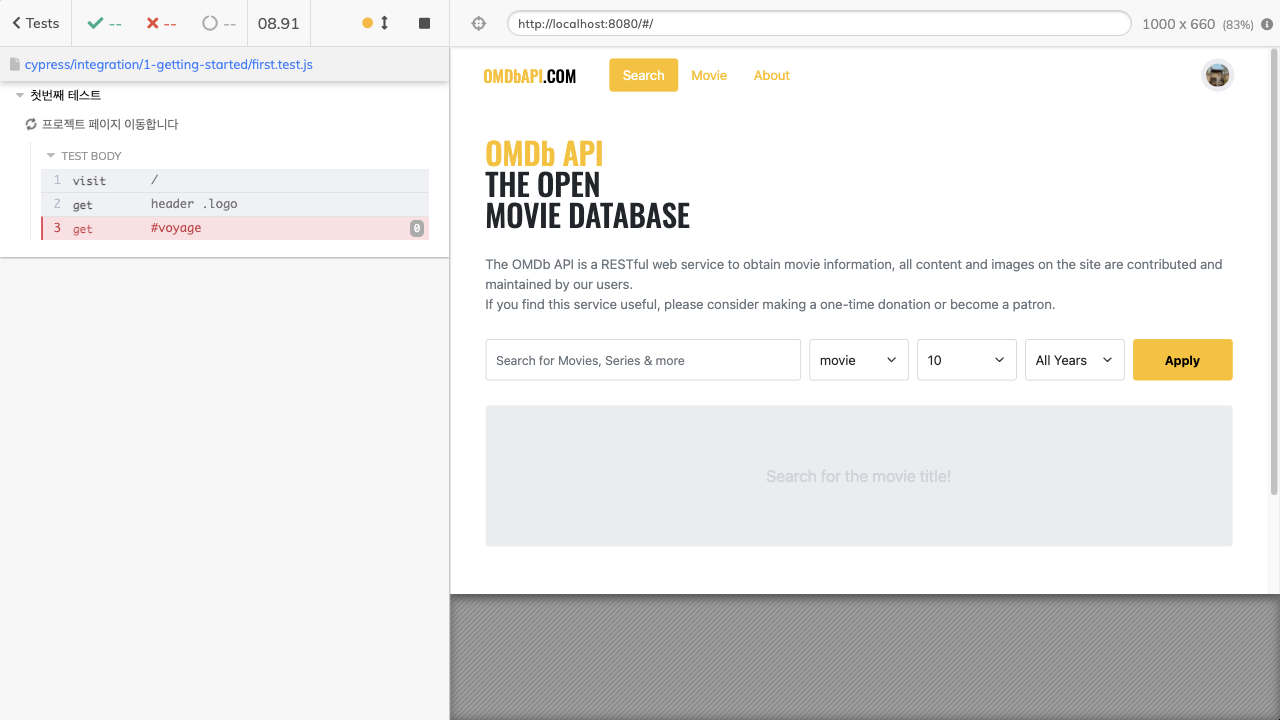 Tests
--
--
--
08.91
http://localhost:8080/#/
1000 x 660 (83%)
cypress/integration/1-getting-started/first.test.js
첫번째 테스트
프로젝트 페이지 이동합니다
TEST BODY
1 visit /
2 get header .logo
3 get #voyage 0
OMDbAPI.COM
Search
Movie
About
OMDb API
THE OPEN
MOVIE DATABASE
The OMDb API is a RESTful web service to obtain movie information, all content and images on the site are contributed and
maintained by our users.
If you find this service useful, please consider making a one-time donation or become a patron.
Search for Movies, Series & more
movie
10
All Years
Apply
Search for the movie title!